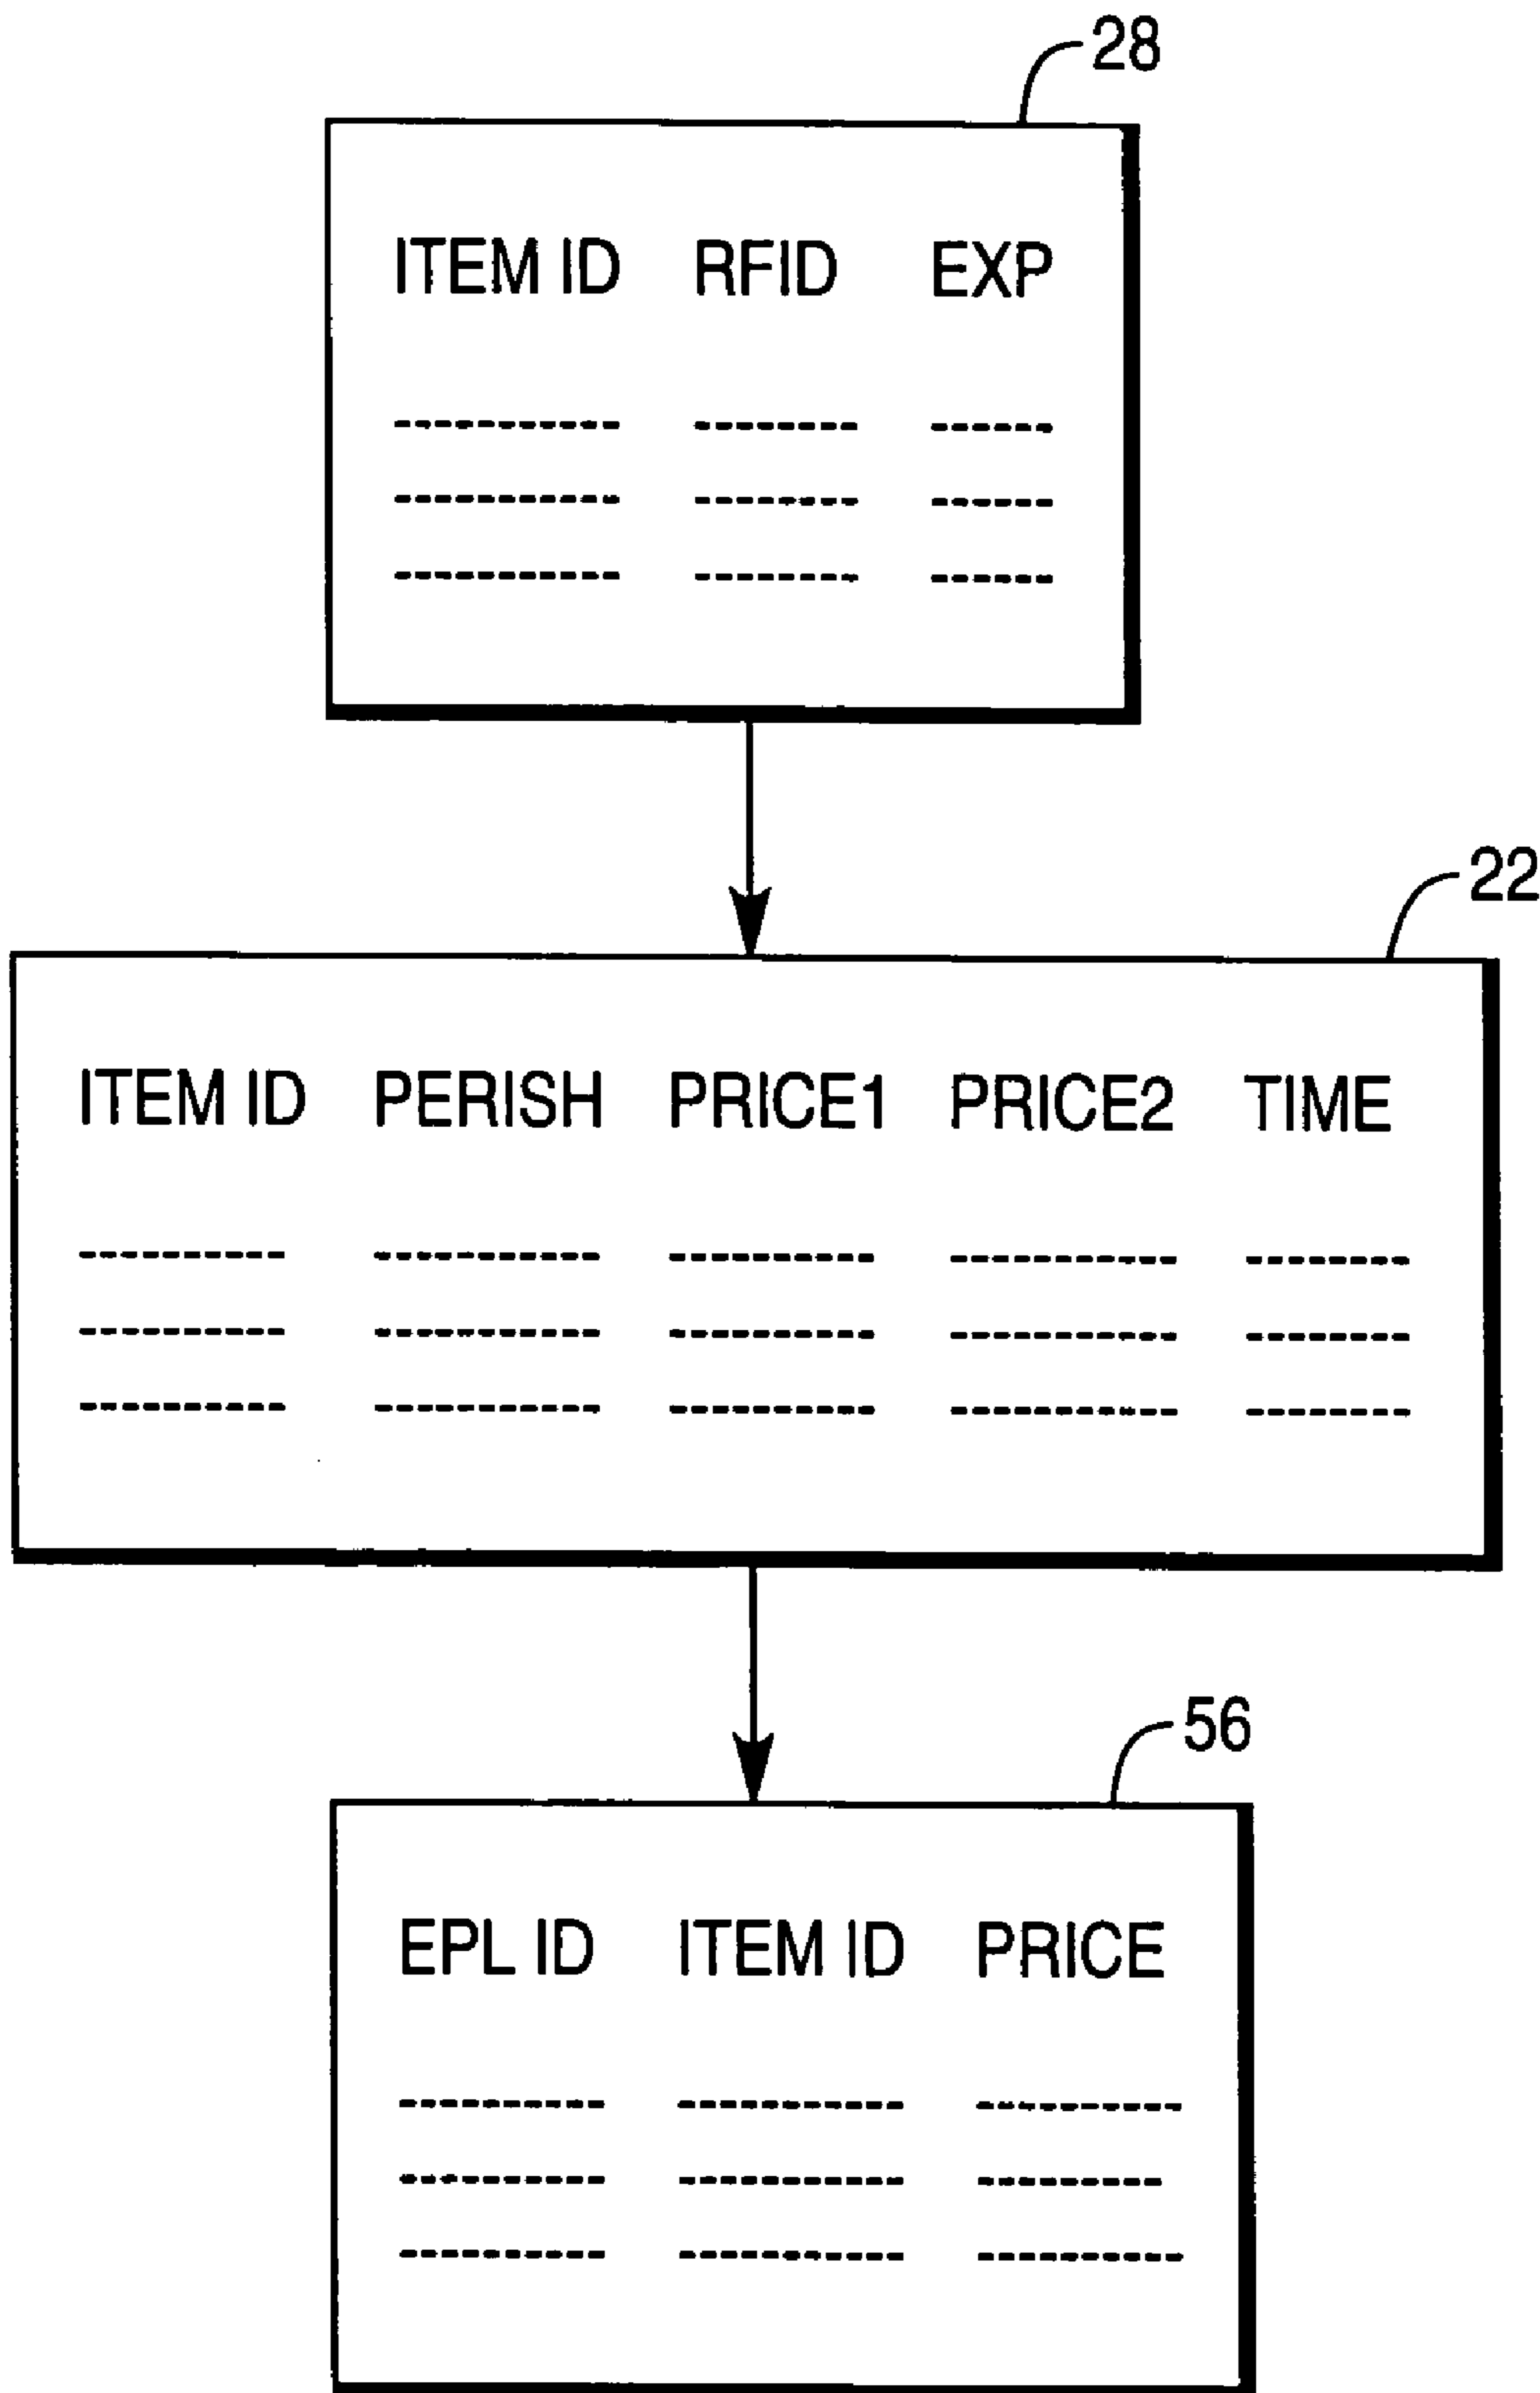 28
ITEM ID RFID EXP
22
ITEM ID PERISH PRICE1 PRICE2 TIME
56
EPL ID ITEM ID PRICE